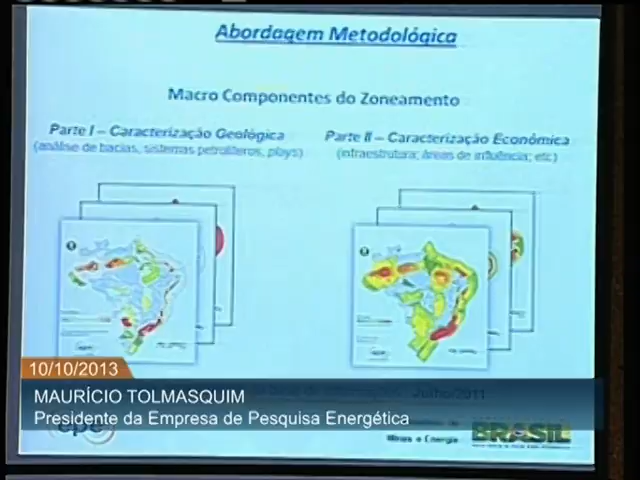 Abordagem Metodológica
Macro Componentes do Zoneamento
Parte I – Caracterização Geológica
(análise de bacias, sistemas petrolíferos, plays)
Parte II – Caracterização Econômica
(infraestrutura; áreas de influência; etc)
10/10/2013
Julho/2011
MAURÍCIO TOLMASQUIM
Presidente da Empresa de Pesquisa Energética
epe
Minas e Energia
BRASIL